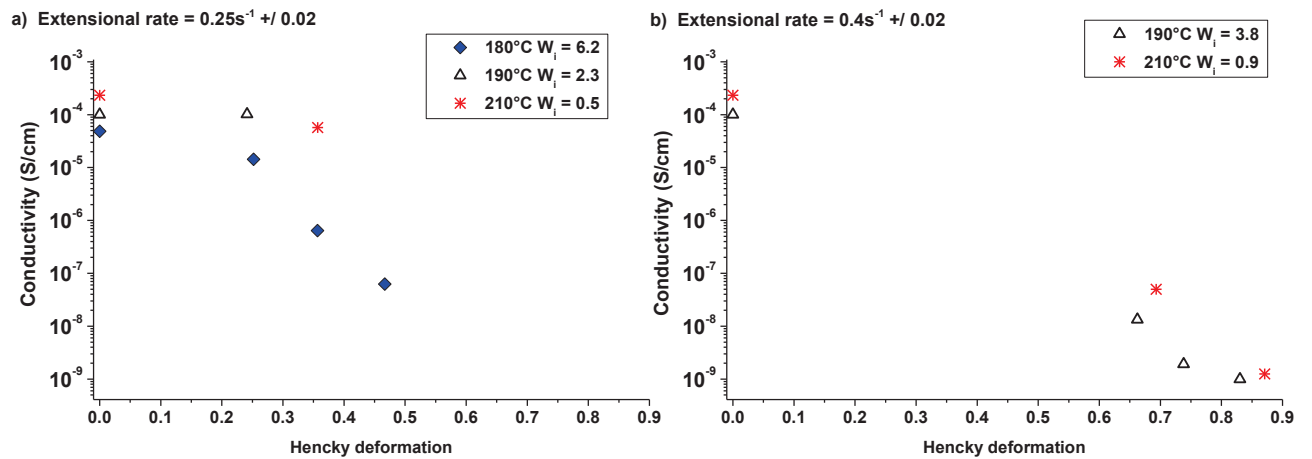 a) Extensional rate = 0.25s⁻¹ +/ 0.02
180°C Wᵢ = 6.2
190°C Wᵢ = 2.3
210°C Wᵢ = 0.5
Conductivity (S/cm)
10⁻³
10⁻⁴
10⁻⁵
10⁻⁶
10⁻⁷
10⁻⁸
10⁻⁹
0.0 0.1 0.2 0.3 0.4 0.5 0.6 0.7 0.8 0.9
Hencky deformation
b) Extensional rate = 0.4s⁻¹ +/ 0.02
190°C Wᵢ = 3.8
210°C Wᵢ = 0.9
Conductivity (S/cm)
10⁻³
10⁻⁴
10⁻⁵
10⁻⁶
10⁻⁷
10⁻⁸
10⁻⁹
0.0 0.1 0.2 0.3 0.4 0.5 0.6 0.7 0.8 0.9
Hencky deformation